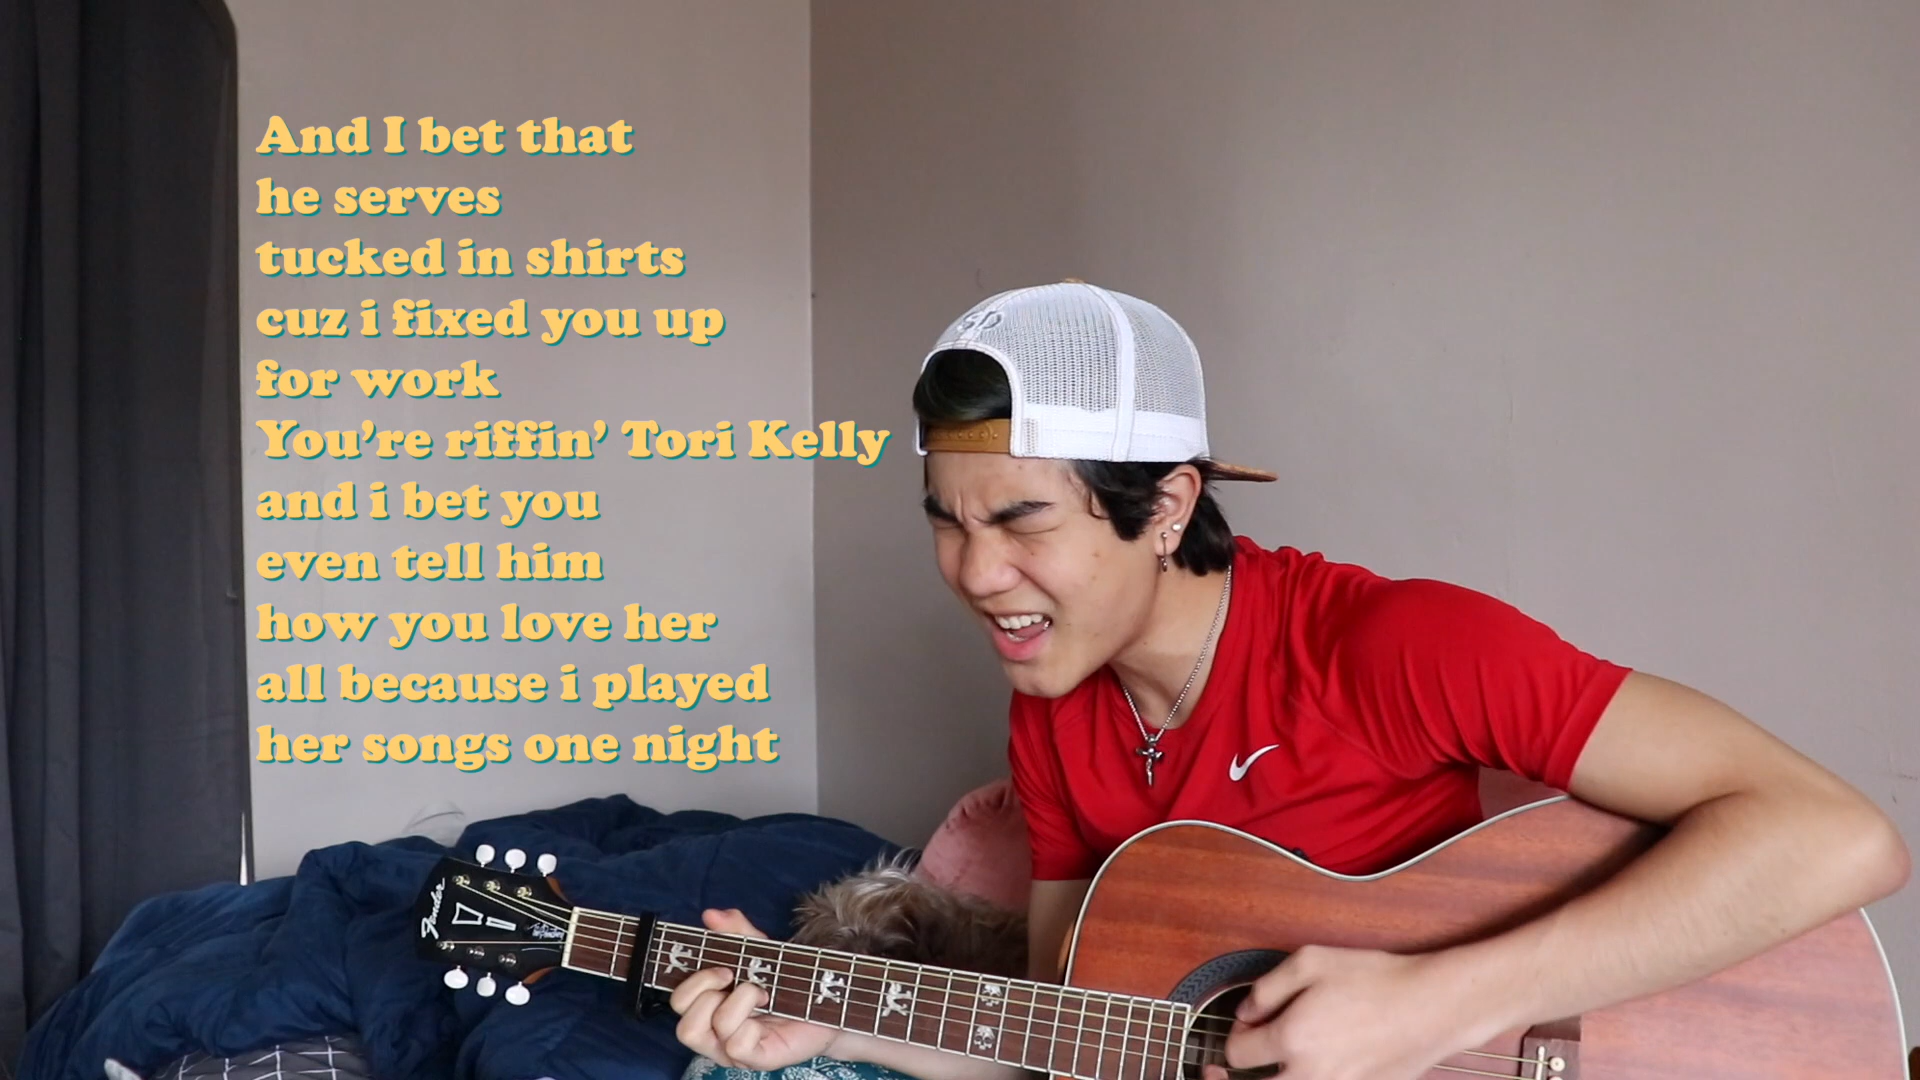 And I bet that
he serves
tucked in shirts
cuz i fixed you up
for work
You're riffin' Tori Kelly
and i bet you
even tell him
how you love her
all because i played
her songs one night
Fender